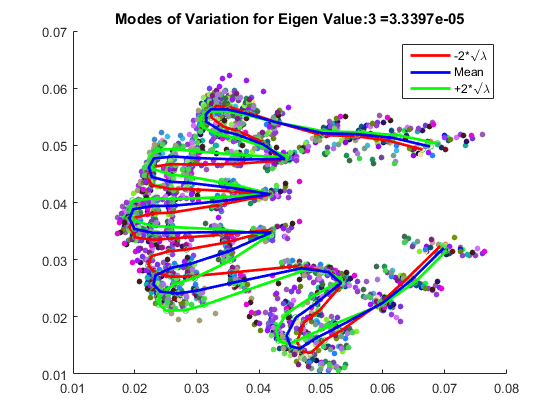 Modes of Variation for Eigen Value:3 =3.3397e-05
0.07
0.06
0.05
0.04
0.03
0.02
0.01
-2*√λ
Mean
+2*√λ
0.01 0.02 0.03 0.04 0.05 0.06 0.07 0.08